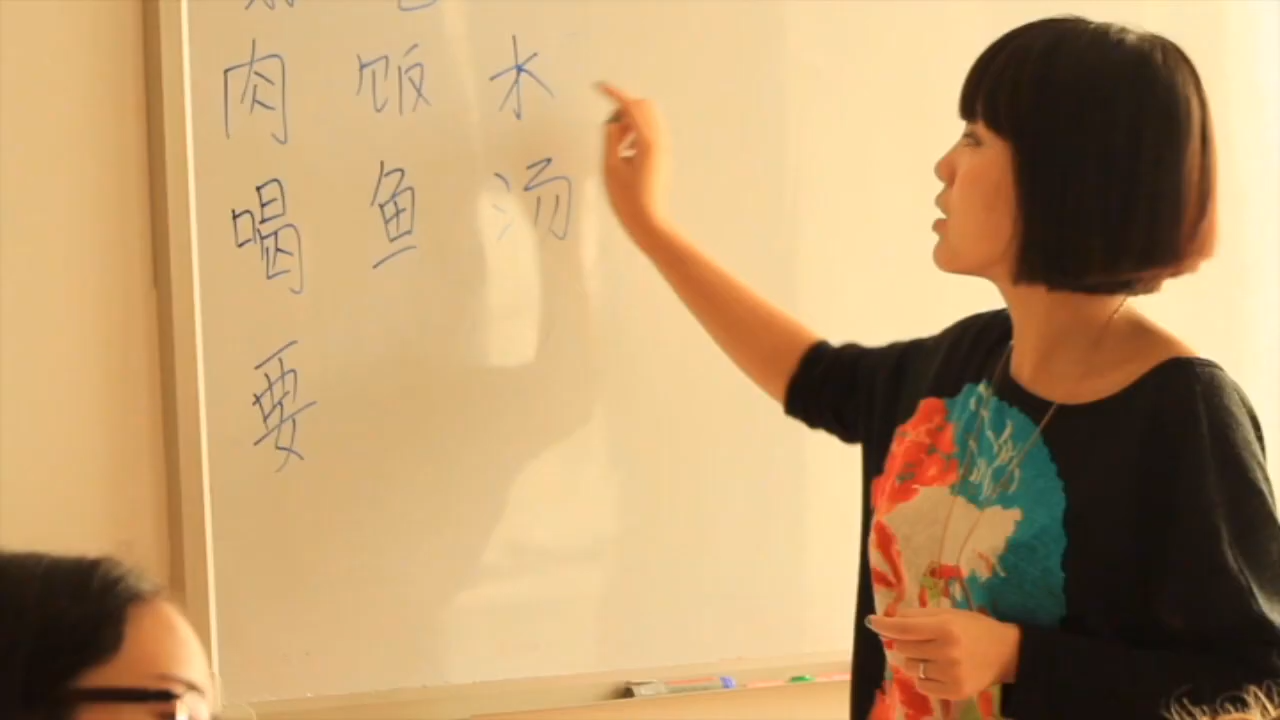 肉 饭 水
喝 鱼 汤
要